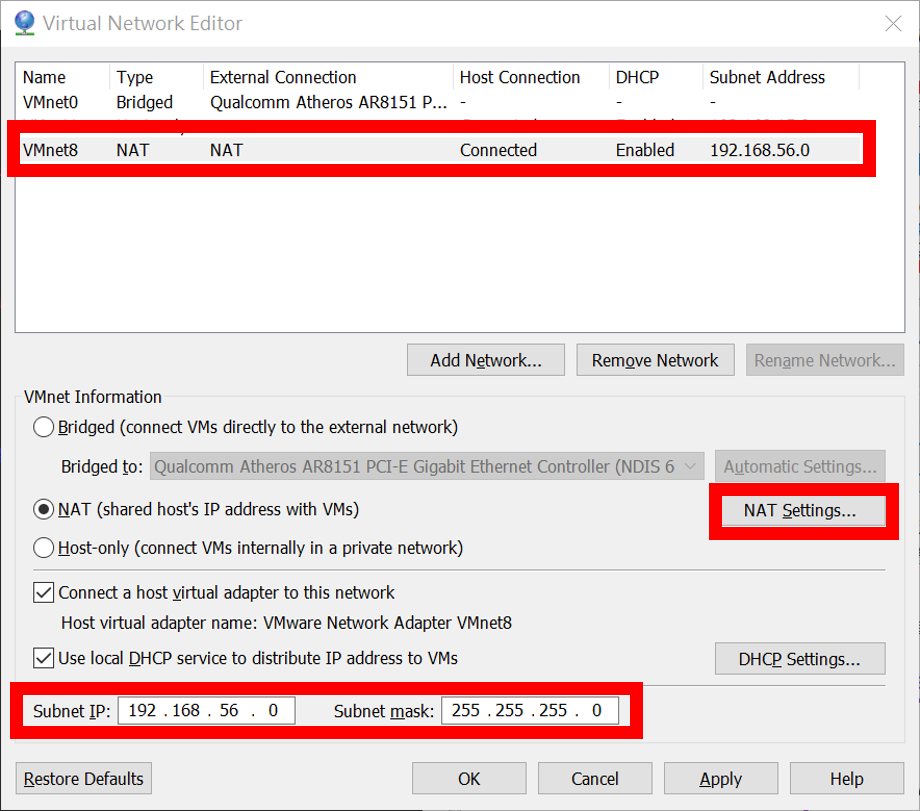 Virtual Network Editor
Name Type External Connection Host Connection DHCP Subnet Address
VMnet0 Bridged Qualcomm Atheros AR8151 P... - - -
VMnet8 NAT NAT Connected Enabled 192.168.56.0
Add Network... Remove Network Rename Network...
VMnet Information
Bridged (connect VMs directly to the external network)
Bridged to: Qualcomm Atheros AR8151 PCI-E Gigabit Ethernet Controller (NDIS 6 Automatic Settings...
NAT (shared host's IP address with VMs) NAT Settings...
Host-only (connect VMs internally in a private network)
Connect a host virtual adapter to this network
Host virtual adapter name: VMware Network Adapter VMnet8
Use local DHCP service to distribute IP address to VMs DHCP Settings...
Subnet IP: 192 . 168 . 56 . 0 Subnet mask: 255 . 255 . 255 . 0
Restore Defaults OK Cancel Apply Help